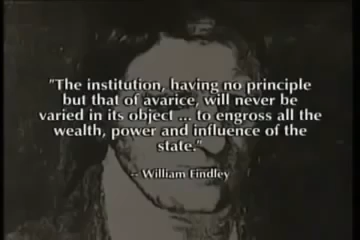 "The institution, having no principle
but that of avarice, will never be
varied in its object ... to engross all the
wealth, power and influence of the
state."
-- William Findley